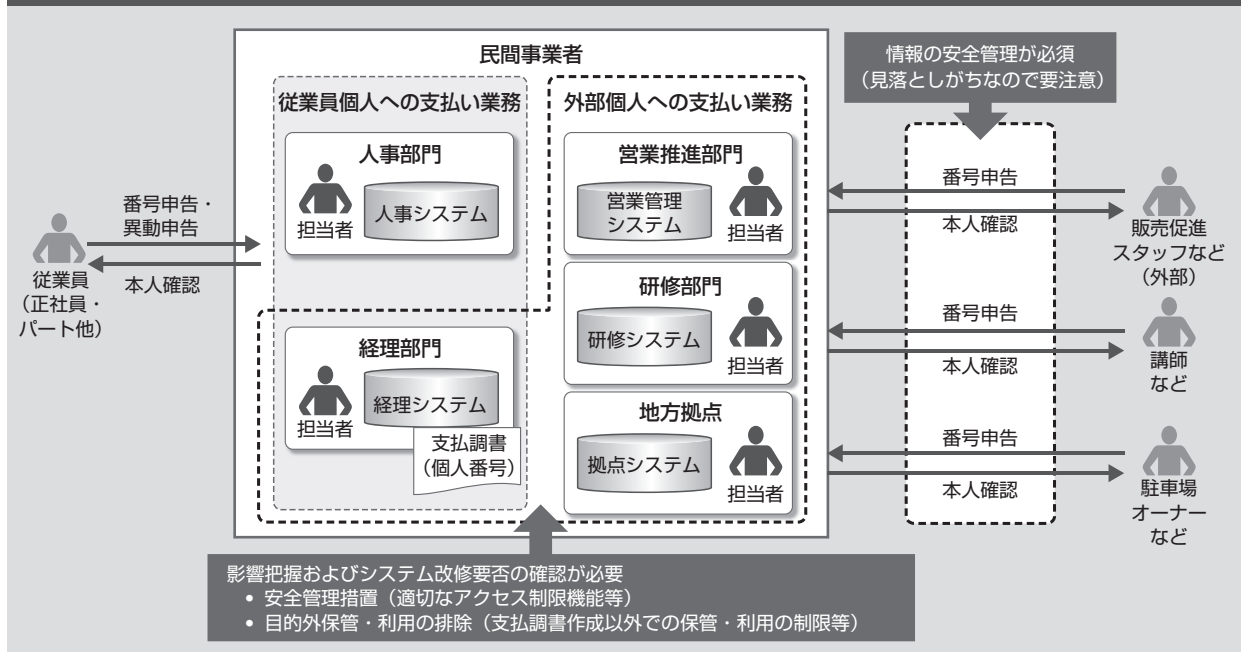 民間事業者
情報の安全管理が必須
（見落としがちなので要注意）
従業員個人への支払い業務
外部個人への支払い業務
人事部門
担当者
人事システム
経理部門
担当者
経理システム
支払調書
（個人番号）
営業推進部門
営業管理
システム
担当者
研修部門
研修システム
担当者
地方拠点
拠点システム
担当者
番号申告・
異動申告
本人確認
従業員
（正社員・
パート他）
番号申告
本人確認
販売促進
スタッフなど
（外部）
番号申告
本人確認
講師
など
番号申告
本人確認
駐車場
オーナー
など
影響把握およびシステム改修要否の確認が必要
• 安全管理措置（適切なアクセス制限機能等）
• 目的外保管・利用の排除（支払調書作成以外での保管・利用の制限等）